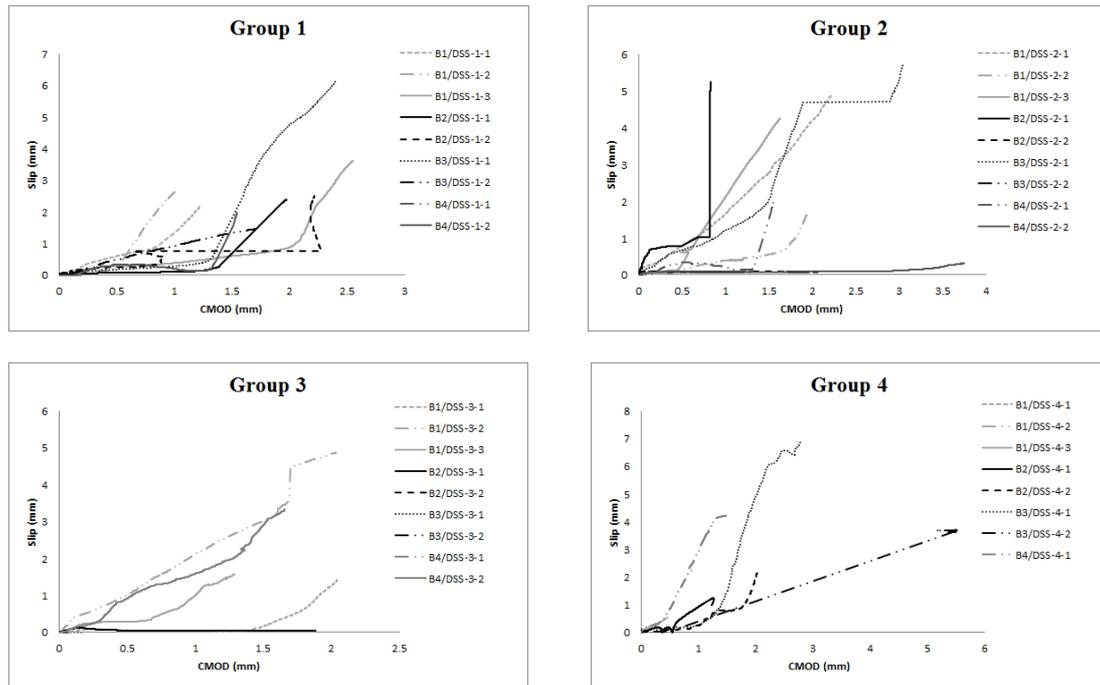 Group 1
Slip (mm)
7
6
5
4
3
2
1
0
0 0.5 1 1.5 2 2.5 3
CMOD (mm)
B1/DSS-1-1
B1/DSS-1-2
B1/DSS-1-3
B2/DSS-1-1
B2/DSS-1-2
B3/DSS-1-1
B3/DSS-1-2
B4/DSS-1-1
B4/DSS-1-2
Group 2
Slip (mm)
6
5
4
3
2
1
0
0 0.5 1 1.5 2 2.5 3 3.5 4
CMOD (mm)
B1/DSS-2-1
B1/DSS-2-2
B1/DSS-2-3
B2/DSS-2-1
B2/DSS-2-2
B3/DSS-2-1
B3/DSS-2-2
B4/DSS-2-1
B4/DSS-2-2
Group 3
Slip (mm)
6
5
4
3
2
1
0
0 0.5 1 1.5 2 2.5
CMOD (mm)
B1/DSS-3-1
B1/DSS-3-2
B1/DSS-3-3
B2/DSS-3-1
B2/DSS-3-2
B3/DSS-3-1
B3/DSS-3-2
B4/DSS-3-1
B4/DSS-3-2
Group 4
Slip (mm)
8
7
6
5
4
3
2
1
0
0 1 2 3 4 5 6
CMOD (mm)
B1/DSS-4-1
B1/DSS-4-2
B1/DSS-4-3
B2/DSS-4-1
B2/DSS-4-2
B3/DSS-4-1
B3/DSS-4-2
B4/DSS-4-1